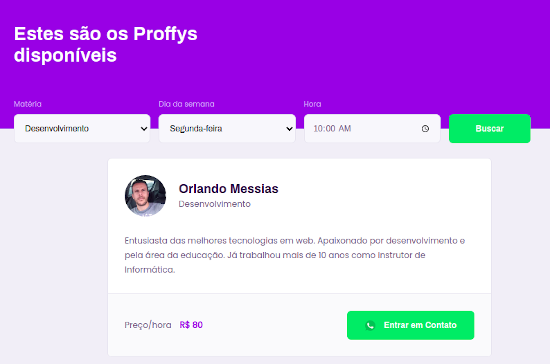 Estes são os Proffys
disponíveis
Matéria Dia da semana Hora
Desenvolvimento Segunda-feira 10:00 AM Buscar
Orlando Messias
Desenvolvimento
Entusiasta das melhores tecnologias em web. Apaixonado por desenvolvimento e
pela área da educação. Já trabalhou mais de 10 anos como instrutor de
Informática.
Preço/hora R$ 80 Entrar em Contato